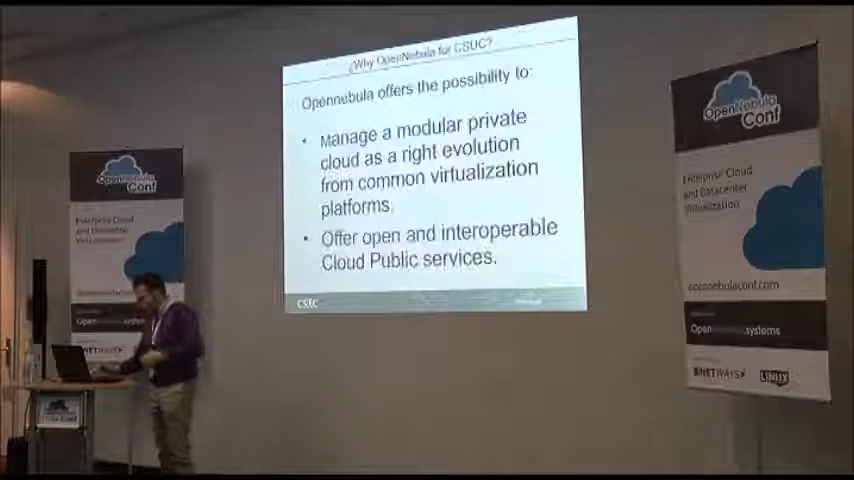 ¿Why OpenNebula for CSUC?
Opennebula offers the possibility to:
• Manage a modular private
cloud as a right evolution
from common virtualization
platforms.
• Offer open and interoperable
Cloud Public services.
OpenNebula
Conf
Enterprise Cloud
and Datacenter
Virtualization
Open
NETWAYS
OpenNebula
Conf
Enterprise Cloud
and Datacenter
Virtualization
opennebulaconf.com
Open .systems
NETWAYS
LINUX